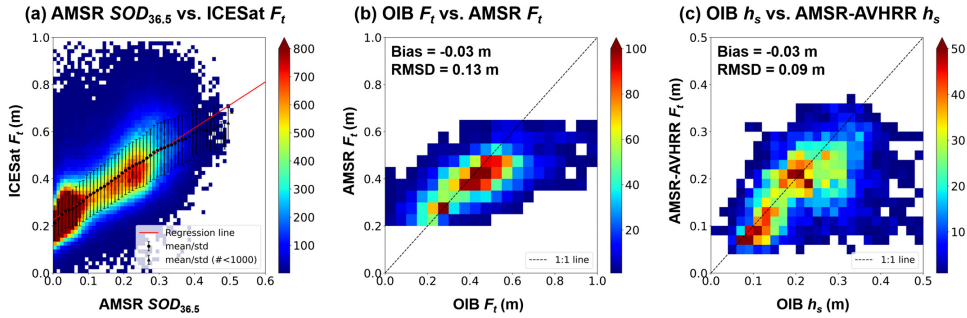 (a) AMSR SOD36.5 vs. ICESat Ft
1.0
0.8
0.6
0.4
0.2
0.0
ICESat Ft (m)
0.0 0.1 0.2 0.3 0.4 0.5 0.6
AMSR SOD36.5
Regression line
mean/std
mean/std (#<1000)
800
700
600
500
400
300
200
100
(b) OIB Ft vs. AMSR Ft
Bias = -0.03 m
RMSD = 0.13 m
1.0
0.8
0.6
0.4
0.2
0.0
AMSR Ft (m)
0.0 0.2 0.4 0.6 0.8 1.0
OIB Ft (m)
1:1 line
100
80
60
40
20
0
(c) OIB hs vs. AMSR-AVHRR hs
Bias = -0.03 m
RMSD = 0.09 m
0.5
0.4
0.3
0.2
0.1
0.0
AMSR-AVHRR Ft (m)
0.0 0.1 0.2 0.3 0.4 0.5
OIB hs (m)
1:1 line
50
40
30
20
10
0